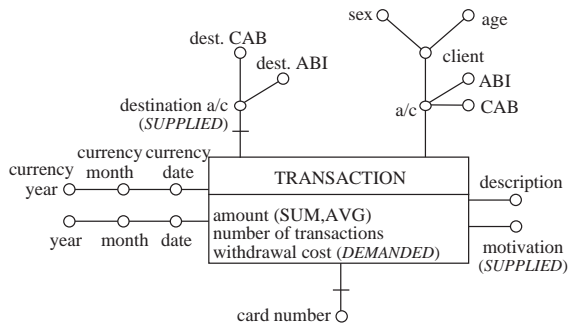 sex
age
dest. CAB
dest. ABI
client
ABI
CAB
destination a/c
(SUPPLIED)
a/c
currency
year
currency
month
currency
date
TRANSACTION
description
amount (SUM,AVG)
number of transactions
withdrawal cost (DEMANDED)
year
month
date
motivation
(SUPPLIED)
card number